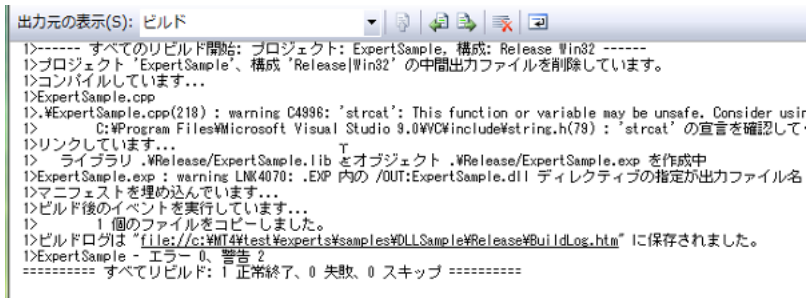 出力元の表示(S): ビルド
1>------ すべてのリビルド開始: プロジェクト: ExpertSample, 構成: Release Win32 ------
1>プロジェクト 'ExpertSample'、構成 'Release|Win32' の中間出力ファイルを削除しています。
1>コンパイルしています...
1>ExpertSample.cpp
1>.¥ExpertSample.cpp(218) : warning C4996: 'strcat': This function or variable may be unsafe. Consider usin
1>        C:¥Program Files¥Microsoft Visual Studio 9.0¥VC¥include¥string.h(79) : 'strcat' の宣言を確認して
1>リンクしています...
1>   ライブラリ .¥Release/ExpertSample.lib とオブジェクト .¥Release/ExpertSample.exp を作成中
1>ExpertSample.exp : warning LNK4070: .EXP 内の /OUT:ExpertSample.dll ディレクティブの指定が出力ファイル名
1>マニフェストを埋め込んでいます...
1>ビルド後のイベントを実行しています...
1>        1 個のファイルをコピーしました。
1>ビルドログは "file://c:¥MT4¥test¥experts¥samples¥DLLSample¥Release¥BuildLog.htm" に保存されました。
1>ExpertSample - エラー 0、警告 2
========== すべてリビルド: 1 正常終了、0 失敗、0 スキップ ==========